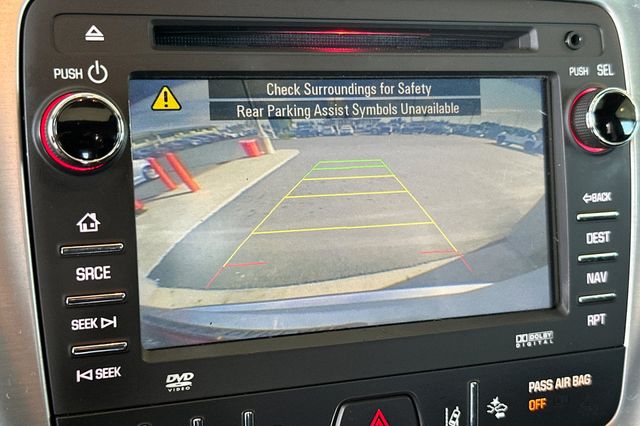 PUSH
PUSH SEL
Check Surroundings for Safety
Rear Parking Assist Symbols Unavailable
BACK
SRCE
DEST
SEEK
NAV
SEEK
RPT
DVD
VIDEO
DOLBY
DIGITAL
PASS AIR BAG
OFF